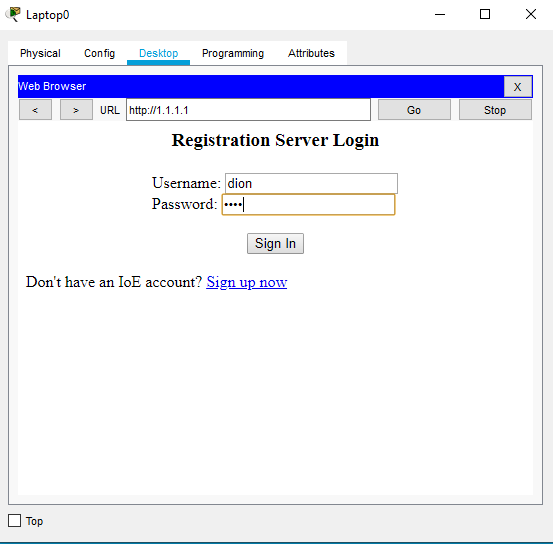 Laptop0
Physical Config Desktop Programming Attributes
Web Browser X
< > URL http://1.1.1.1 Go Stop
Registration Server Login
Username: dion
Password: ••••
Sign In
Don't have an IoE account? Sign up now
Top